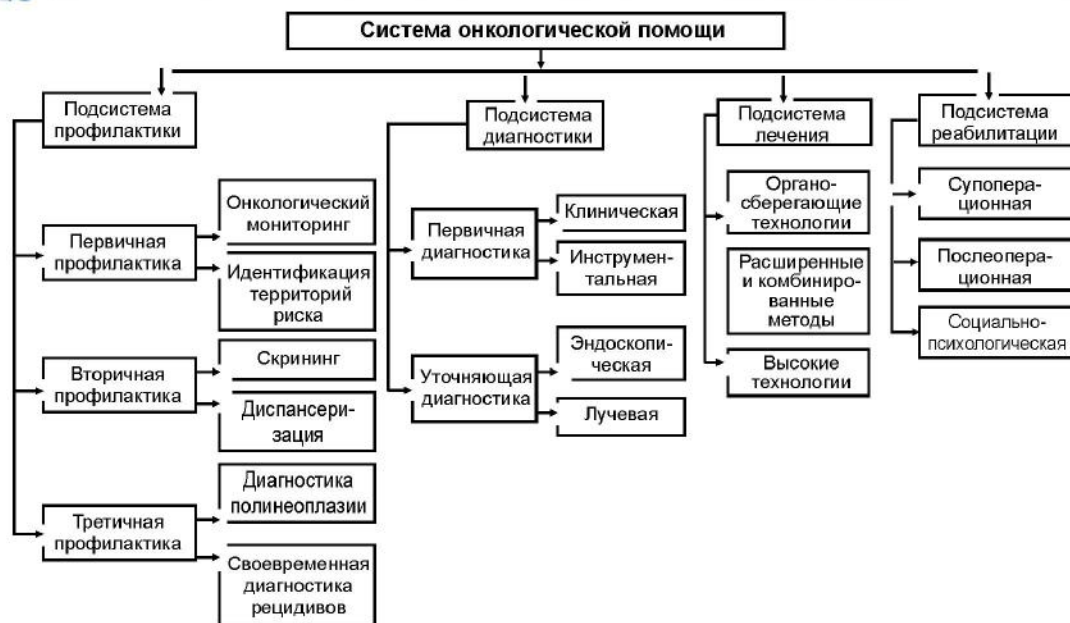 Система онкологической помощи
Подсистема
профилактики
Первичная
профилактика
Онкологический
мониторинг
Идентификация
территорий
риска
Вторичная
профилактика
Скрининг
Диспансери-
зация
Третичная
профилактика
Диагностика
полинеоплазии
Своевременная
диагностика
рецидивов
Подсистема
диагностики
Первичная
диагностика
Клиническая
Инструмен-
тальная
Уточняющая
диагностика
Эндоскопи-
ческая
Лучевая
Подсистема
лечения
Органо-
сберегающие
технологии
Расширенные
и комбиниро-
ванные
методы
Высокие
технологии
Подсистема
реабилитации
Супопера-
ционная
Послеопера-
ционная
Социально-
психологическая